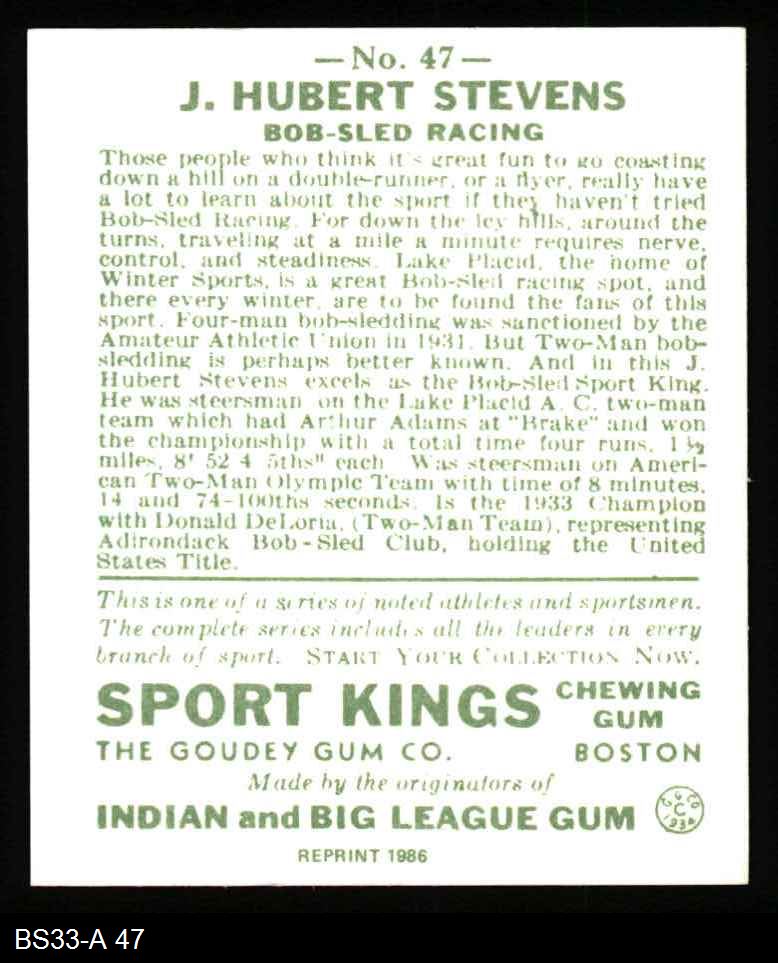 —No. 47—
J. HUBERT STEVENS
BOB-SLED RACING
Those people who think it's great fun to go coasting
down a hill on a double-runner, or a flyer, really have
a lot to learn about the sport if they haven't tried
Bob-Sled Racing. For down the icy hills, around the
turns, traveling at a mile a minute requires nerve,
control, and steadiness. Lake Placid, the home of
Winter Sports, is a great Bob-Sled racing spot, and
there every winter, are to be found the fans of this
sport. Four-man bob-sledding was sanctioned by the
Amateur Athletic Union in 1931. But Two-Man bob-
sledding is perhaps better known. And in this J.
Hubert Stevens excels as the Bob-Sled Sport King.
He was steersman on the Lake Placid A. C. two-man
team which had Arthur Adams at "Brake" and won
the championship with a total time four runs, 1 ½
miles, 8' 52 4 5ths" each Was steersman on Ameri-
can Two-Man Olympic Team with time of 8 minutes,
14 and 74-100ths seconds. Is the 1933 Champion
with Donald DeLoria, (Two-Man Team), representing
Adirondack Bob-Sled Club, holding the United
States Title.
This is one of a series of noted athletes and sportsmen.
The complete series includes all the leaders in every
branch of sport. START YOUR COLLECTION NOW.
SPORT KINGS CHEWING GUM
THE GOUDEY GUM CO. BOSTON
Made by the originators of
INDIAN and BIG LEAGUE GUM
G. G. CO
C
1934
REPRINT 1986
BS33-A 47